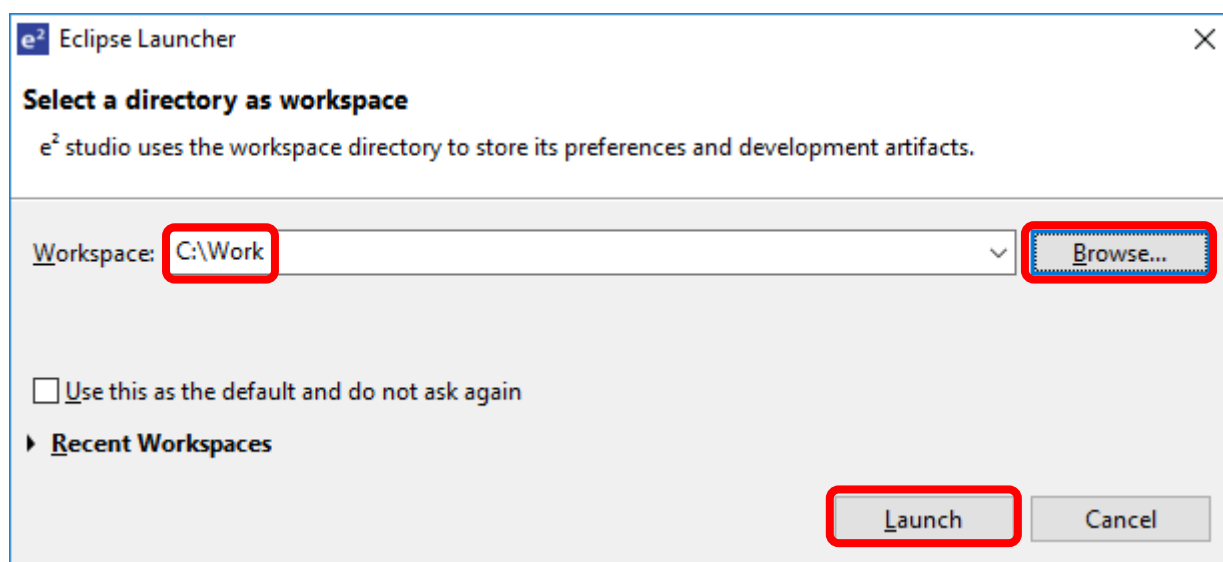 e² Eclipse Launcher
Select a directory as workspace
e² studio uses the workspace directory to store its preferences and development artifacts.
Workspace: C:\Work Browse...
Use this as the default and do not ask again
Recent Workspaces
Launch Cancel